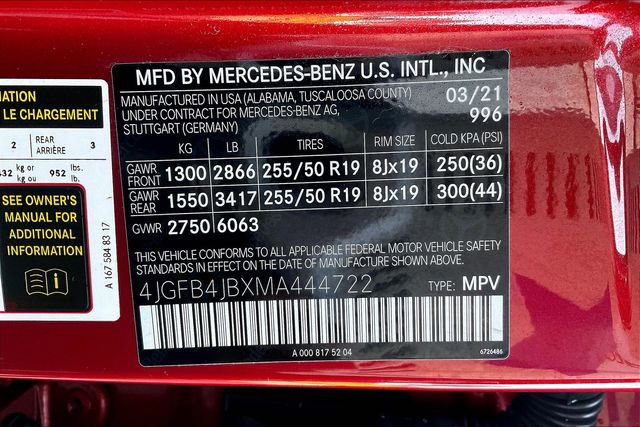 MATION
LE CHARGEMENT
2 REAR ARRIÈRE 3
432 kg or kg ou 952 lbs. lb.
SEE OWNER'S
MANUAL FOR
ADDITIONAL
INFORMATION
A 167 584 83 17
MFD BY MERCEDES-BENZ U.S. INTL., INC
MANUFACTURED IN USA (ALABAMA, TUSCALOOSA COUNTY) 03/21
UNDER CONTRACT FOR MERCEDES-BENZ AG, 996
STUTTGART (GERMANY)
KG LB TIRES RIM SIZE COLD KPA (PSI)
GAWR FRONT 1300 2866 255/50 R19 8Jx19 250(36)
GAWR REAR 1550 3417 255/50 R19 8Jx19 300(44)
GVWR 2750 6063
THIS VEHICLE CONFORMS TO ALL APPLICABLE FEDERAL MOTOR VEHICLE SAFETY
STANDARDS IN EFFECT ON THE DATE OF MANUFACTURE SHOWN ABOVE.
4JGFB4JBXMA444722 TYPE: MPV
A 000 817 52 04 6726486